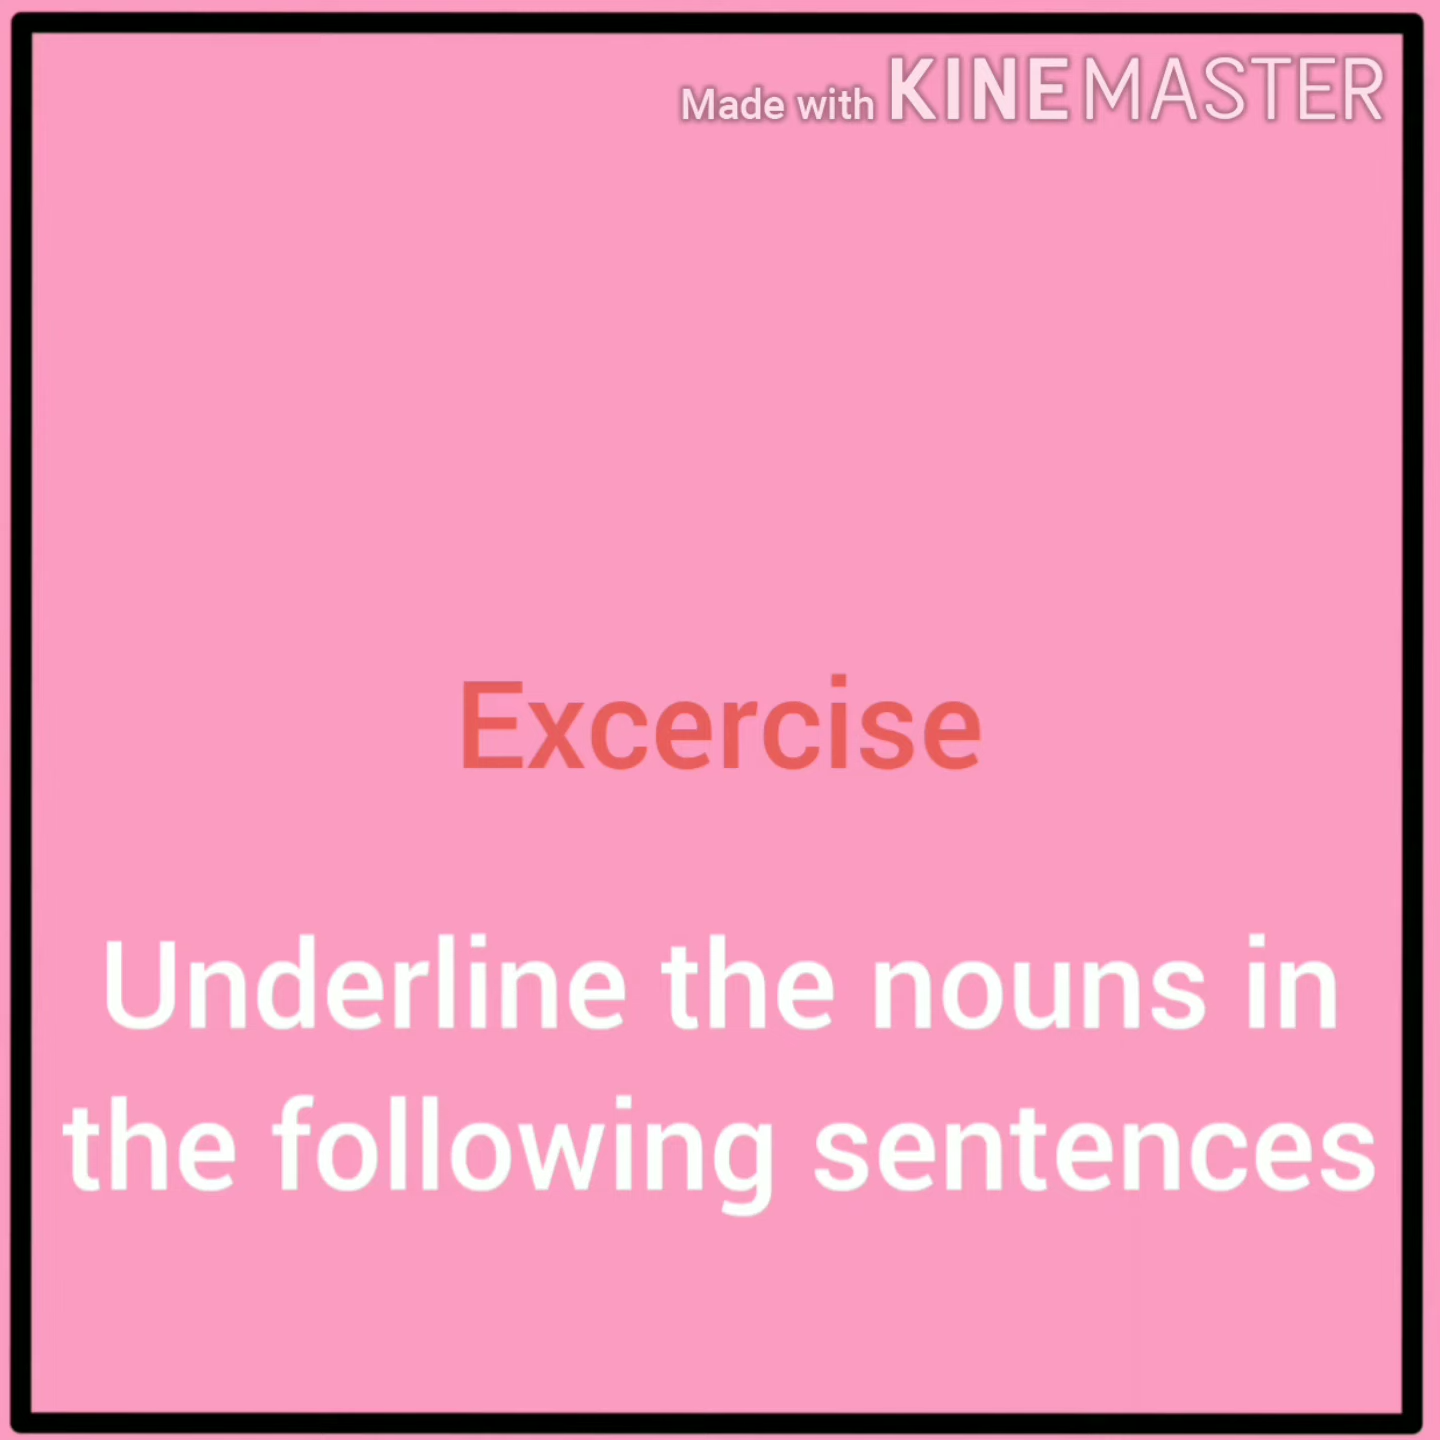 Made with KINEMASTER
Excercise
Underline the nouns in
the following sentences